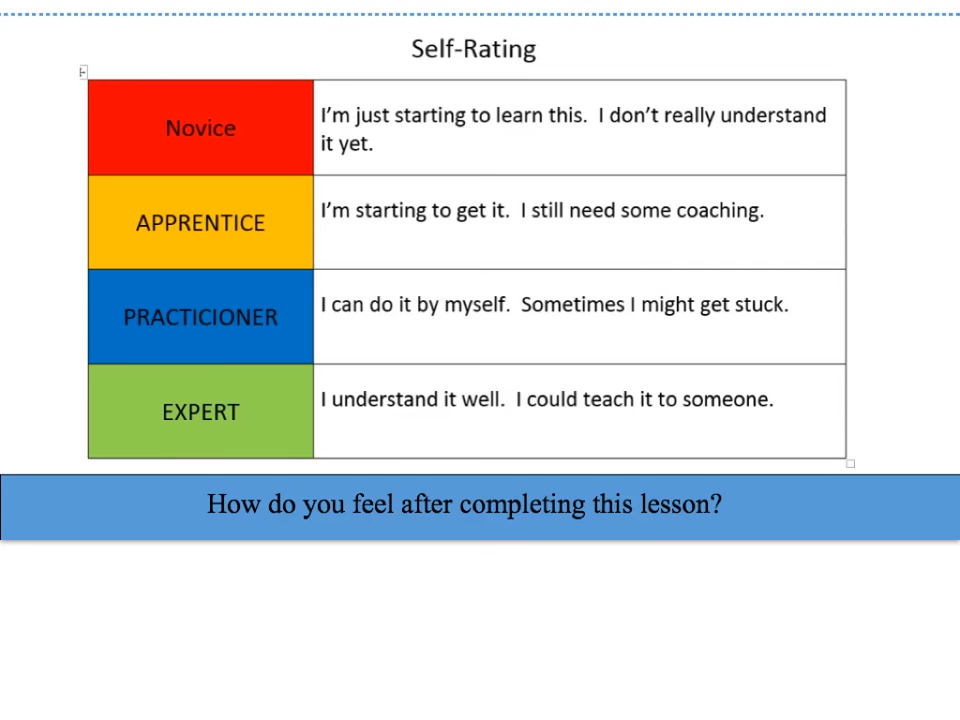 Self-Rating
Novice
I'm just starting to learn this.  I don't really understand
it yet.
APPRENTICE
I'm starting to get it.  I still need some coaching.
PRACTICIONER
I can do it by myself.  Sometimes I might get stuck.
EXPERT
I understand it well.  I could teach it to someone.
How do you feel after completing this lesson?